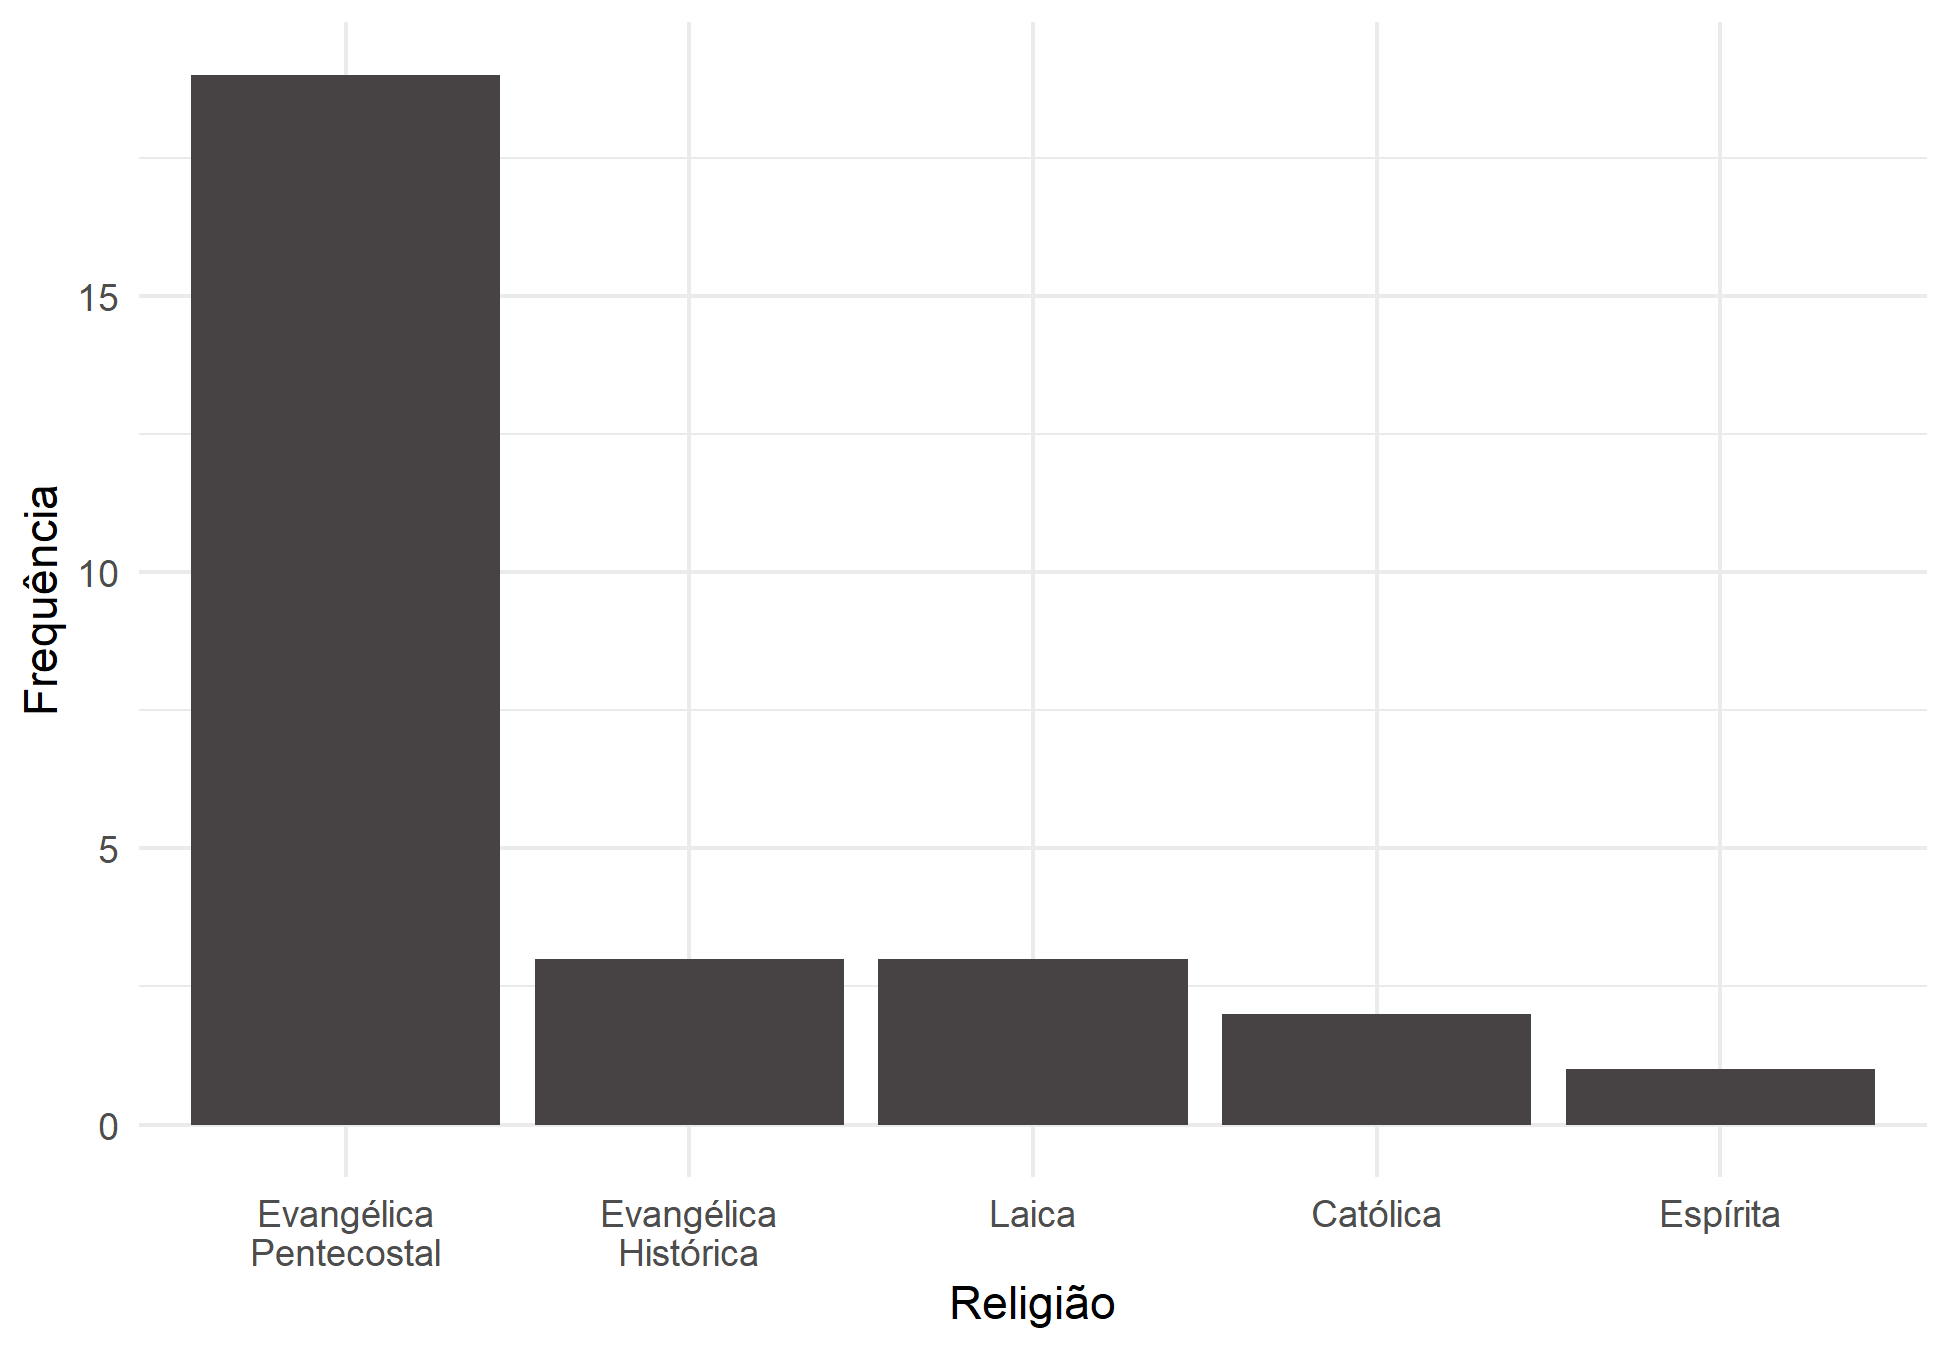 Frequência
15
10
5
0
Evangélica
Pentecostal
Evangélica
Histórica
Laica
Católica
Espírita
Religião